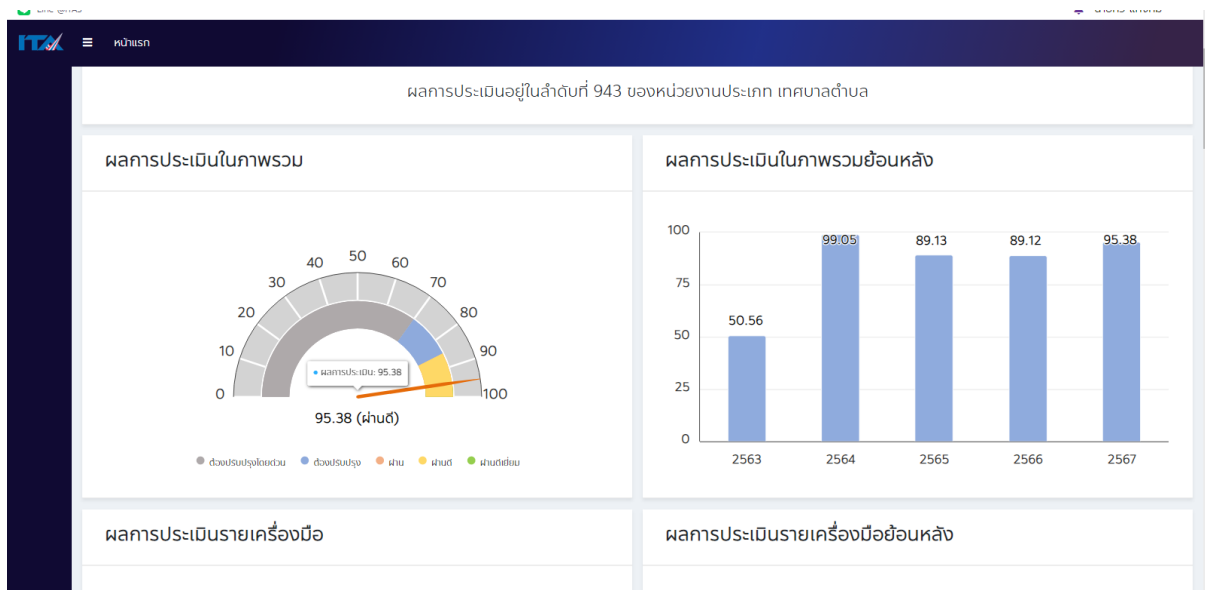 ITA
หน้าแรก
ผลการประเมินอยู่ในลำดับที่ 943 ของหน่วยงานประเภท เทศบาลตำบล
ผลการประเมินในภาพรวม
0
10
20
30
40
50
60
70
80
90
100
ผลการประเมิน: 95.38
95.38 (ผ่านดี)
ต้องปรับปรุงโดยด่วน
ต้องปรับปรุง
ผ่าน
ผ่านดี
ผ่านดีเยี่ยม
ผลการประเมินในภาพรวมย้อนหลัง
100
75
50
25
0
50.56
99.05
89.13
89.12
95.38
2563
2564
2565
2566
2567
ผลการประเมินรายเครื่องมือ
ผลการประเมินรายเครื่องมือย้อนหลัง